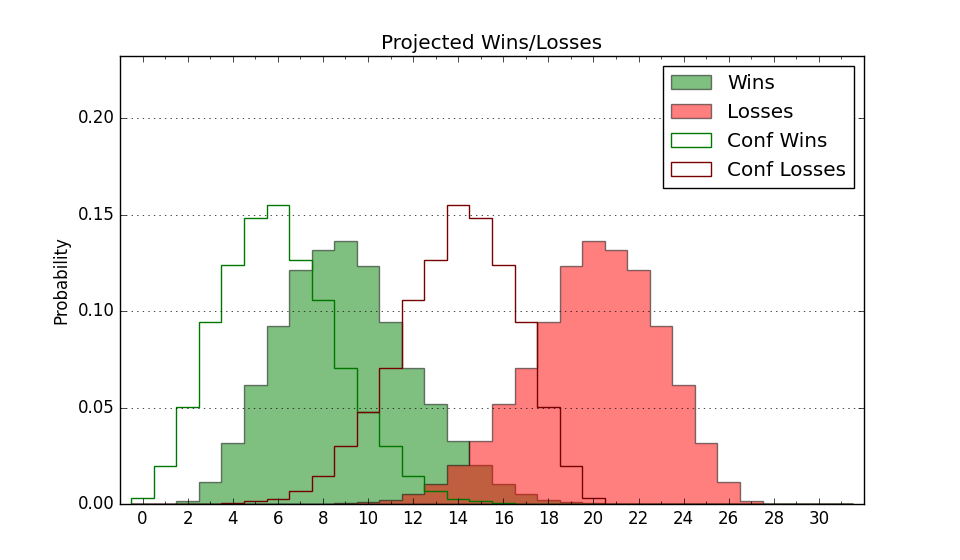 Projected Wins/Losses
Wins
Losses
Conf Wins
Conf Losses
Probability
0.20
0.15
0.10
0.05
0.00
0 2 4 6 8 10 12 14 16 18 20 22 24 26 28 30